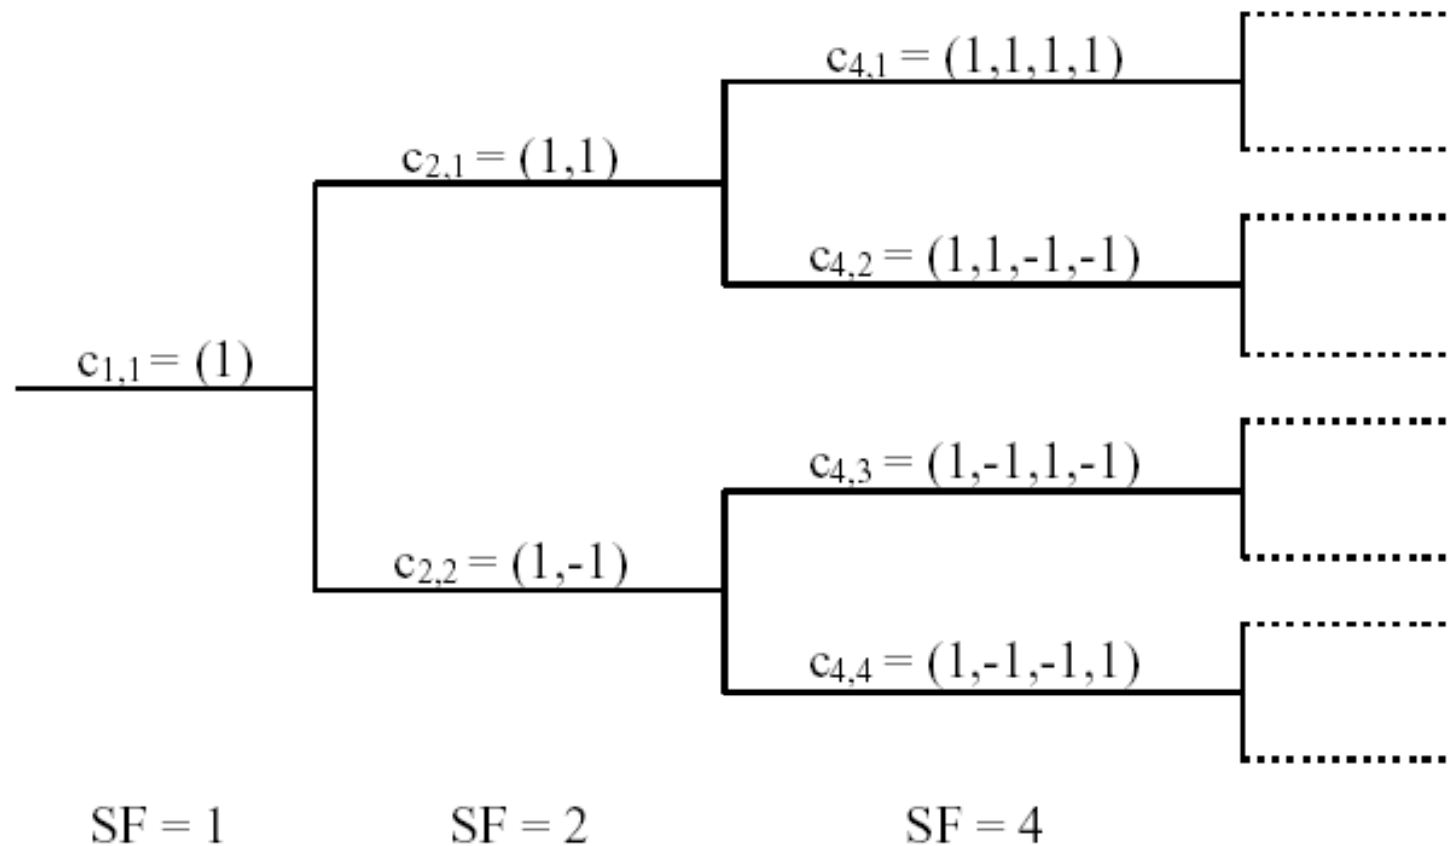 c4,1 = (1,1,1,1)
c2,1 = (1,1)
c4,2 = (1,1,-1,-1)
c1,1 = (1)
c4,3 = (1,-1,1,-1)
c2,2 = (1,-1)
c4,4 = (1,-1,-1,1)
SF = 1 SF = 2 SF = 4